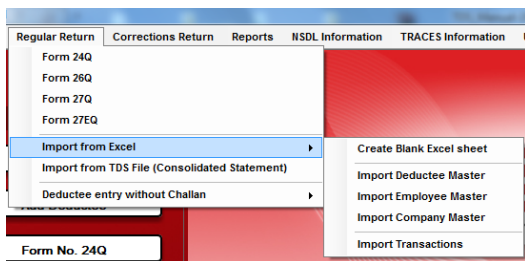 Regular Return Corrections Return Reports NSDL Information TRACES Information
Form 24Q
Form 26Q
Form 27Q
Form 27EQ
Import from Excel
Import from TDS File (Consolidated Statement)
Deductee entry without Challan
Create Blank Excel sheet
Import Deductee Master
Import Employee Master
Import Company Master
Import Transactions
Form No. 24Q